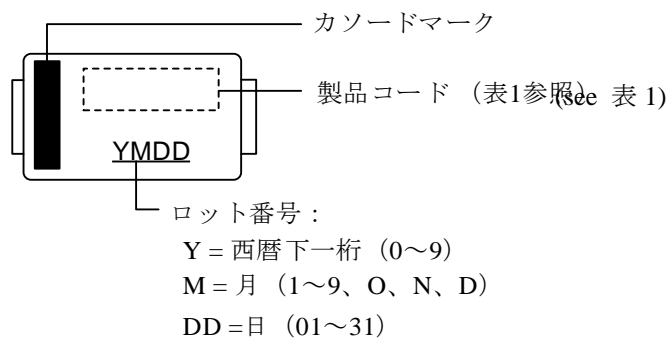 カソードマーク
製品コード （表1参照）(see 表 1)
YMDD
ロット番号：
Y = 西暦下一桁（0～9）
M = 月（1～9、O、N、D）
DD =日（01～31）